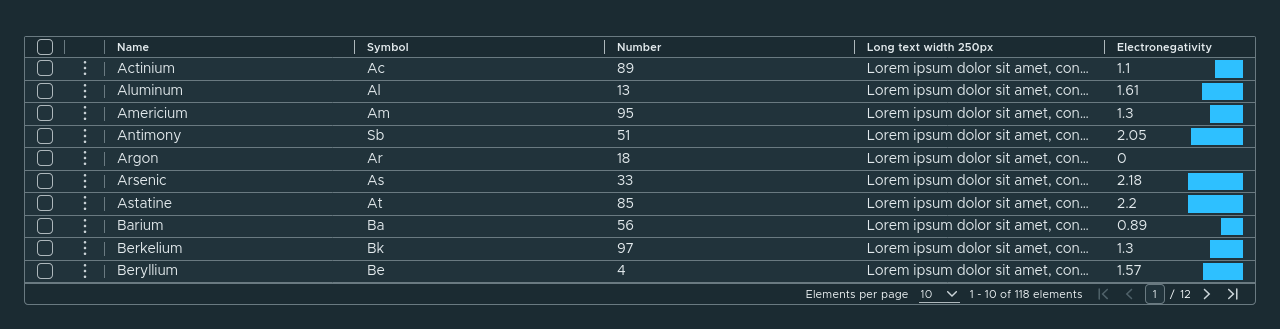 Name Symbol Number Long text width 250px Electronegativity
Actinium Ac 89 Lorem ipsum dolor sit amet, con... 1.1
Aluminum Al 13 Lorem ipsum dolor sit amet, con... 1.61
Americium Am 95 Lorem ipsum dolor sit amet, con... 1.3
Antimony Sb 51 Lorem ipsum dolor sit amet, con... 2.05
Argon Ar 18 Lorem ipsum dolor sit amet, con... 0
Arsenic As 33 Lorem ipsum dolor sit amet, con... 2.18
Astatine At 85 Lorem ipsum dolor sit amet, con... 2.2
Barium Ba 56 Lorem ipsum dolor sit amet, con... 0.89
Berkelium Bk 97 Lorem ipsum dolor sit amet, con... 1.3
Beryllium Be 4 Lorem ipsum dolor sit amet, con... 1.57
Elements per page 10 1 - 10 of 118 elements 1 / 12